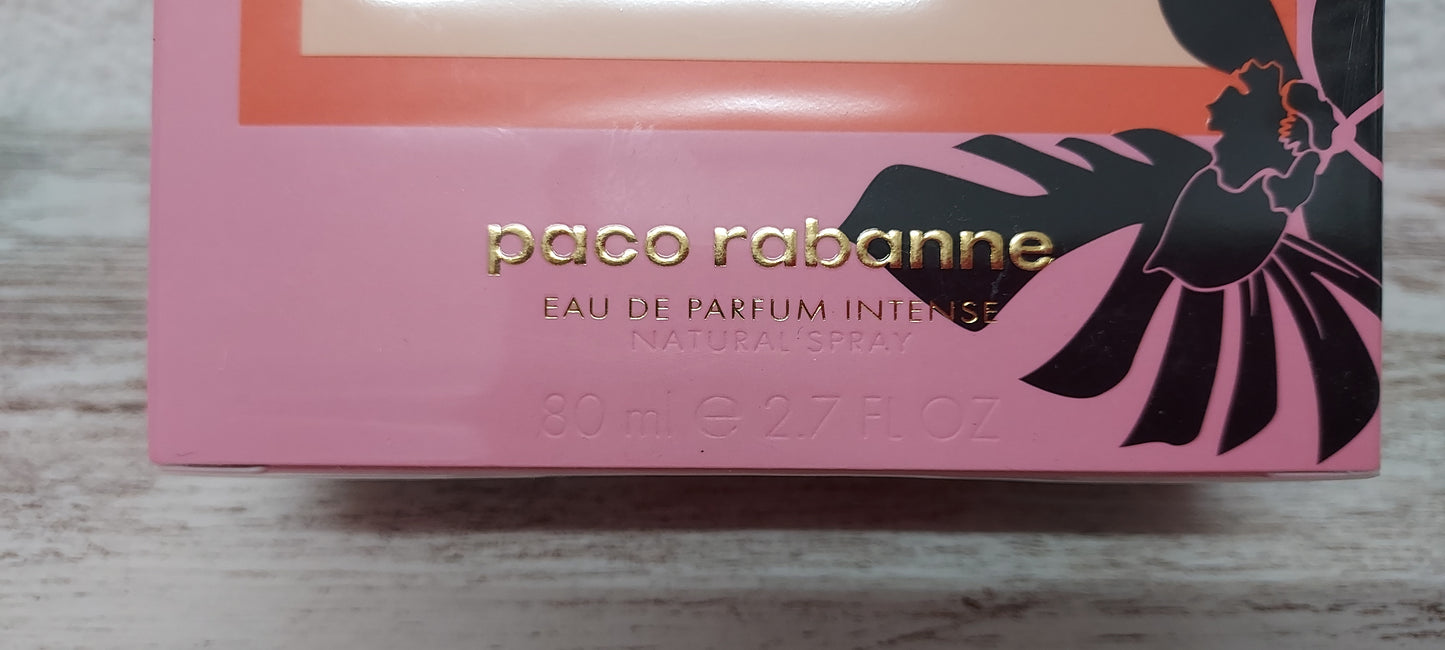 paco rabanne
EAU DE PARFUM INTENSE
NATURAL SPRAY
80 ml ℮ 2.7 FL OZ